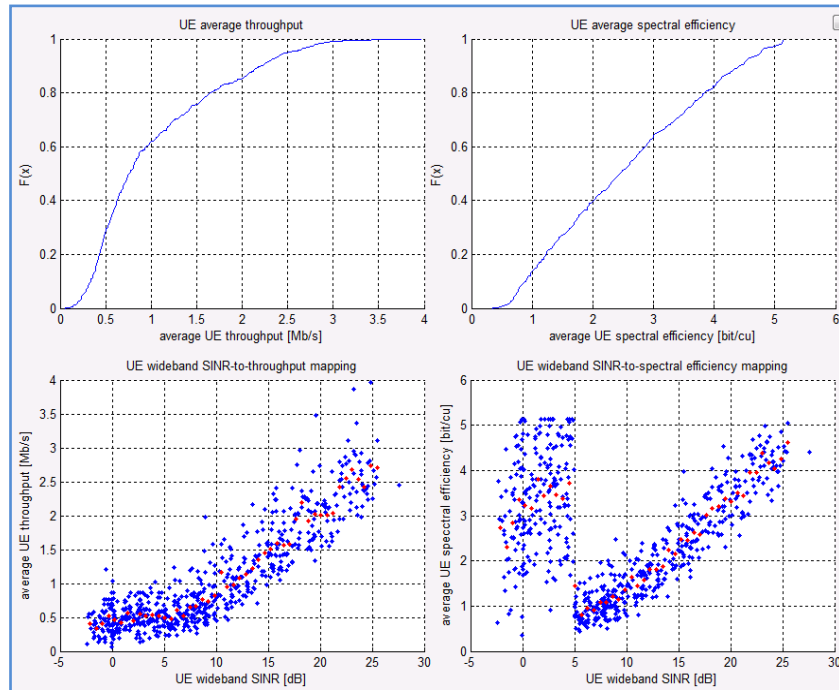 UE average throughput
F(x)
1
0.8
0.6
0.4
0.2
0
0 0.5 1 1.5 2 2.5 3 3.5 4
average UE throughput [Mb/s]
UE average spectral efficiency
F(x)
1
0.8
0.6
0.4
0.2
0
0 1 2 3 4 5 6
average UE spectral efficiency [bit/cu]
UE wideband SINR-to-throughput mapping
average UE throughput [Mb/s]
4
3.5
3
2.5
2
1.5
1
0.5
0
-5 0 5 10 15 20 25 30
UE wideband SINR [dB]
UE wideband SINR-to-spectral efficiency mapping
average UE specctral efficiency [bit/cu]
6
5
4
3
2
1
0
-5 0 5 10 15 20 25 30
UE wideband SINR [dB]